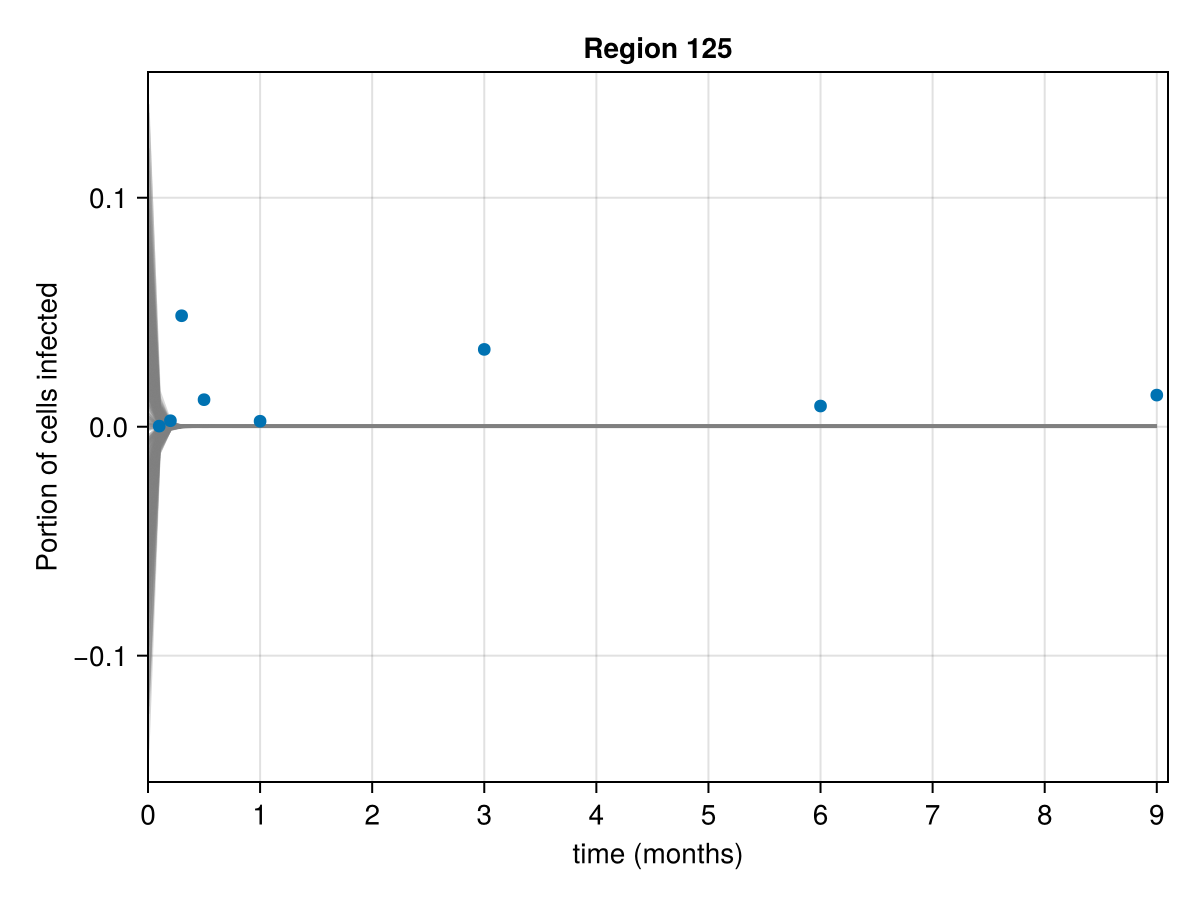 Region 125
Portion of cells infected
0.1
0.0
−0.1
0 1 2 3 4 5 6 7 8 9
time (months)